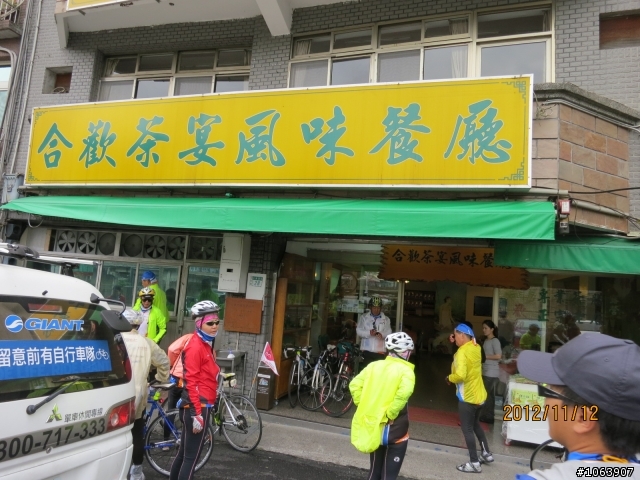 合歡茶宴風味餐廳
合歡茶宴風味餐廳
GIANT
留意前有自行車隊
800-717-333
2012/11/12
#1063907